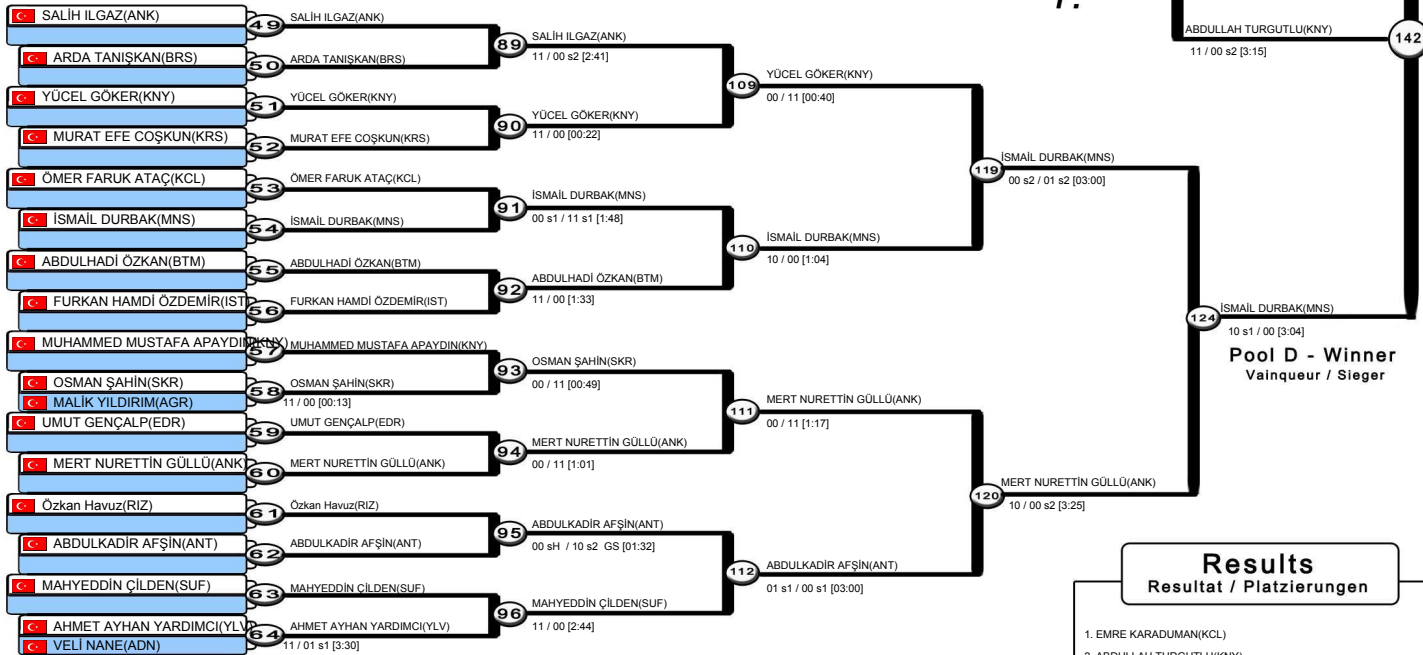 1.
SALİH ILGAZ(ANK)
ARDA TANIŞKAN(BRS)
YÜCEL GÖKER(KNY)
MURAT EFE COŞKUN(KRS)
ÖMER FARUK ATAÇ(KCL)
İSMAİL DURBAK(MNS)
ABDULHADİ ÖZKAN(BTM)
FURKAN HAMDİ ÖZDEMİR(IST)
MUHAMMED MUSTAFA APAYDIN(KNY)
OSMAN ŞAHİN(SKR)
MALİK YILDIRIM(AGR)
UMUT GENÇALP(EDR)
MERT NURETTİN GÜLLÜ(ANK)
Özkan Havuz(RIZ)
ABDULKADİR AFŞİN(ANT)
MAHYEDDİN ÇİLDEN(SUF)
AHMET AYHAN YARDIMCI(YLV)
VELİ NANE(ADN)
49
50
51
52
53
54
55
56
57
58
59
60
61
62
63
64
SALİH ILGAZ(ANK)
ARDA TANIŞKAN(BRS)
YÜCEL GÖKER(KNY)
MURAT EFE COŞKUN(KRS)
ÖMER FARUK ATAÇ(KCL)
İSMAİL DURBAK(MNS)
ABDULHADİ ÖZKAN(BTM)
FURKAN HAMDİ ÖZDEMİR(IST)
MUHAMMED MUSTAFA APAYDIN(KNY)
OSMAN ŞAHİN(SKR)
11 / 00 [00:13]
UMUT GENÇALP(EDR)
MERT NURETTİN GÜLLÜ(ANK)
Özkan Havuz(RIZ)
ABDULKADİR AFŞİN(ANT)
MAHYEDDİN ÇİLDEN(SUF)
AHMET AYHAN YARDIMCI(YLV)
11 / 01 s1 [3:30]
89
SALİH ILGAZ(ANK)
11 / 00 s2 [2:41]
90
YÜCEL GÖKER(KNY)
11 / 00 [00:22]
91
İSMAİL DURBAK(MNS)
00 s1 / 11 s1 [1:48]
92
ABDULHADİ ÖZKAN(BTM)
11 / 00 [1:33]
93
OSMAN ŞAHİN(SKR)
00 / 11 [00:49]
94
MERT NURETTİN GÜLLÜ(ANK)
00 / 11 [1:01]
95
ABDULKADİR AFŞİN(ANT)
00 sH / 10 s2 GS [01:32]
96
MAHYEDDİN ÇİLDEN(SUF)
11 / 00 [2:44]
109
YÜCEL GÖKER(KNY)
00 / 11 [00:40]
110
İSMAİL DURBAK(MNS)
10 / 00 [1:04]
111
MERT NURETTİN GÜLLÜ(ANK)
00 / 11 [1:17]
112
ABDULKADİR AFŞİN(ANT)
01 s1 / 00 s1 [03:00]
119
İSMAİL DURBAK(MNS)
00 s2 / 01 s2 [03:00]
120
MERT NURETTİN GÜLLÜ(ANK)
10 / 00 s2 [3:25]
ABDULLAH TURGUTLU(KNY)
11 / 00 s2 [3:15]
142
124
İSMAİL DURBAK(MNS)
10 s1 / 00 [3:04]
Pool D - Winner
Vainqueur / Sieger
Results
Resultat / Platzierungen
1. EMRE KARADUMAN(KCL)
2. ABDULLAH TURGUTLU(KNY)